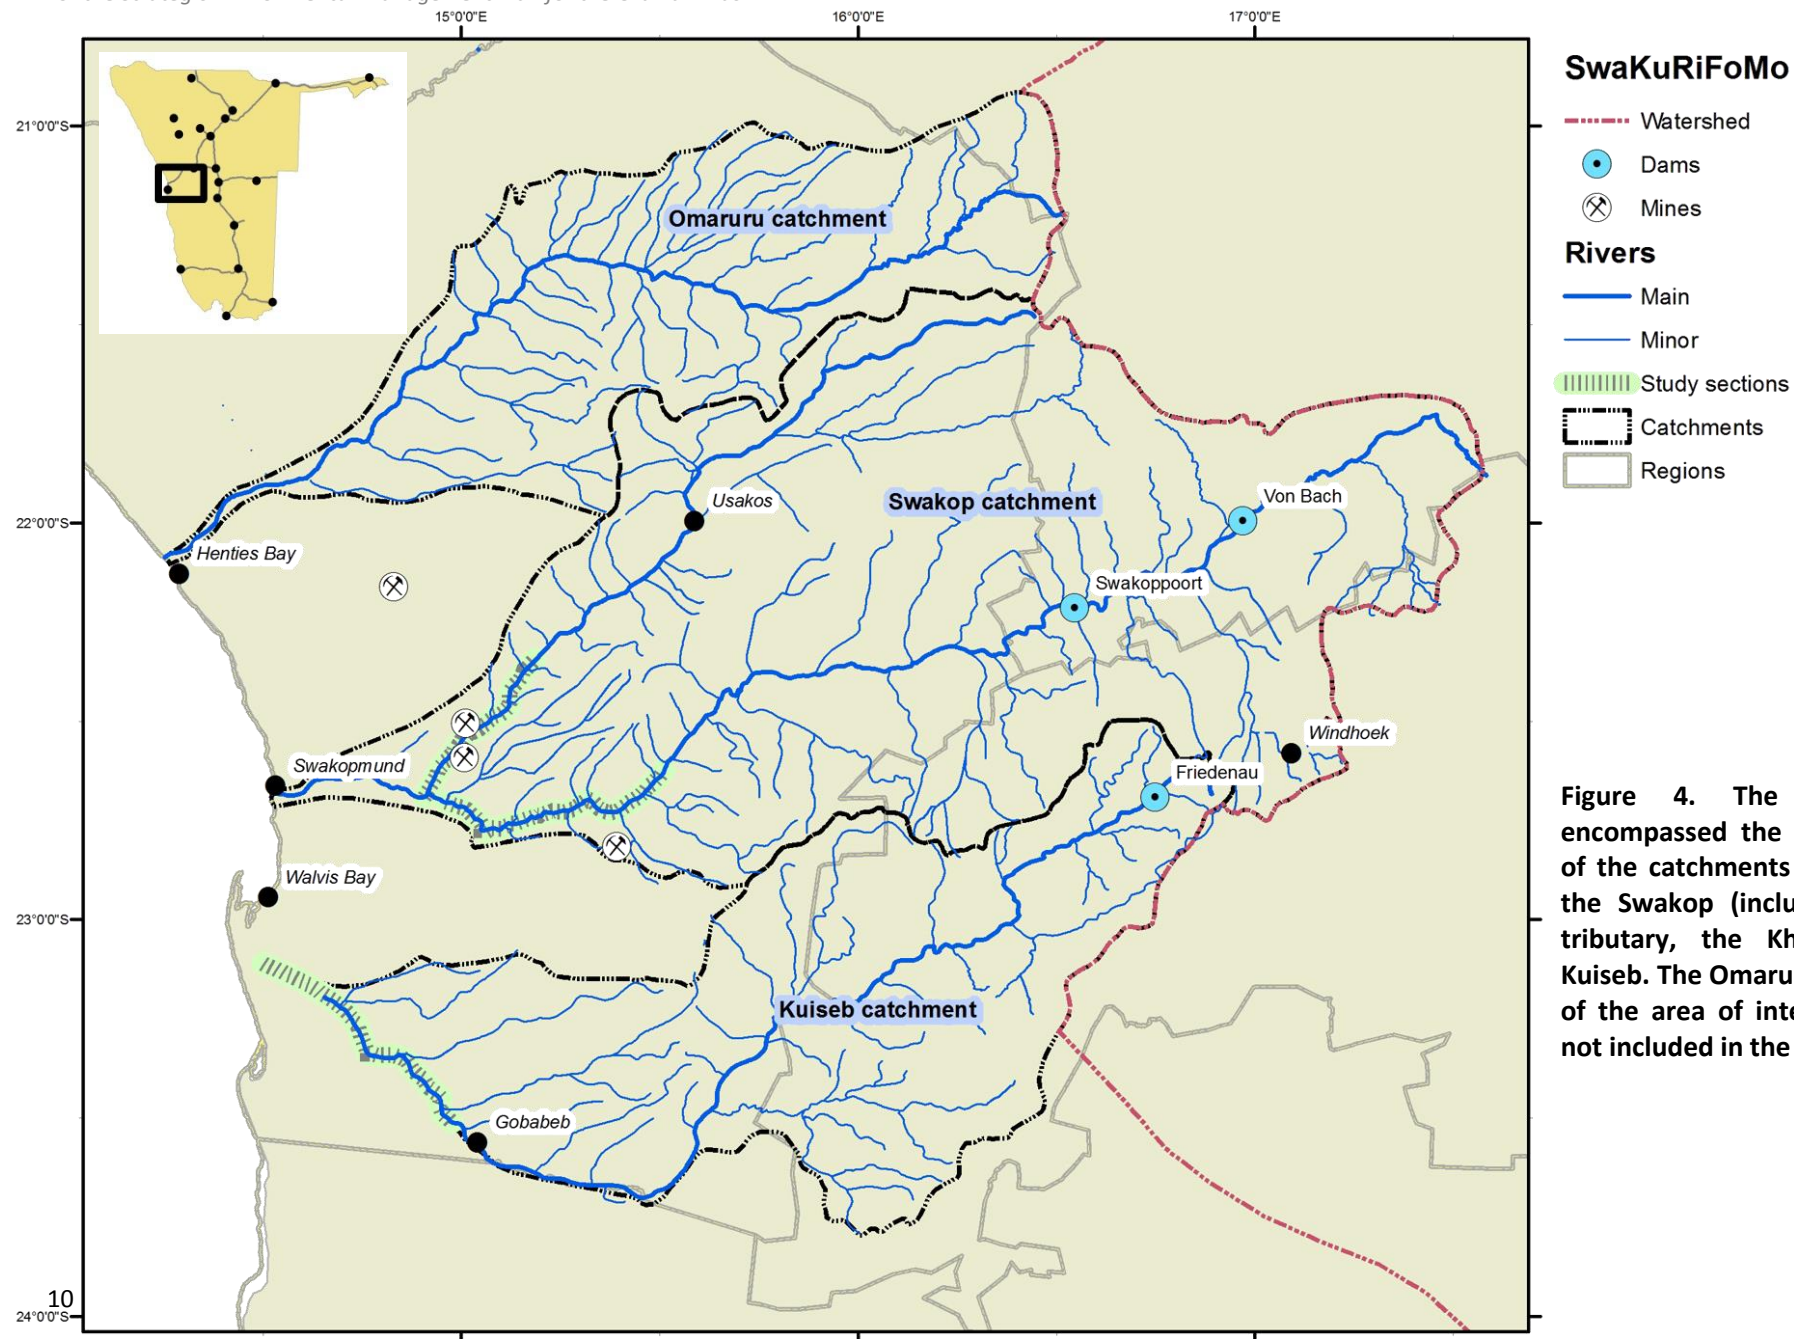 15°0'0"E
16°0'0"E
17°0'0"E
21°0'0"S
22°0'0"S
23°0'0"S
24°0'0"S
Omaruru catchment
Swakop catchment
Kuiseb catchment
Usakos
Von Bach
Henties Bay
Swakoppoort
Windhoek
Swakopmund
Friedenau
Walvis Bay
Gobabeb
10
SwaKuRiFoMo
Watershed
Dams
Mines
Rivers
Main
Minor
Study sections
Catchments
Regions
Figure 4. The
encompassed the
of the catchments
the Swakop (inclu
tributary, the Kh
Kuiseb. The Omaru
of the area of inte
not included in the